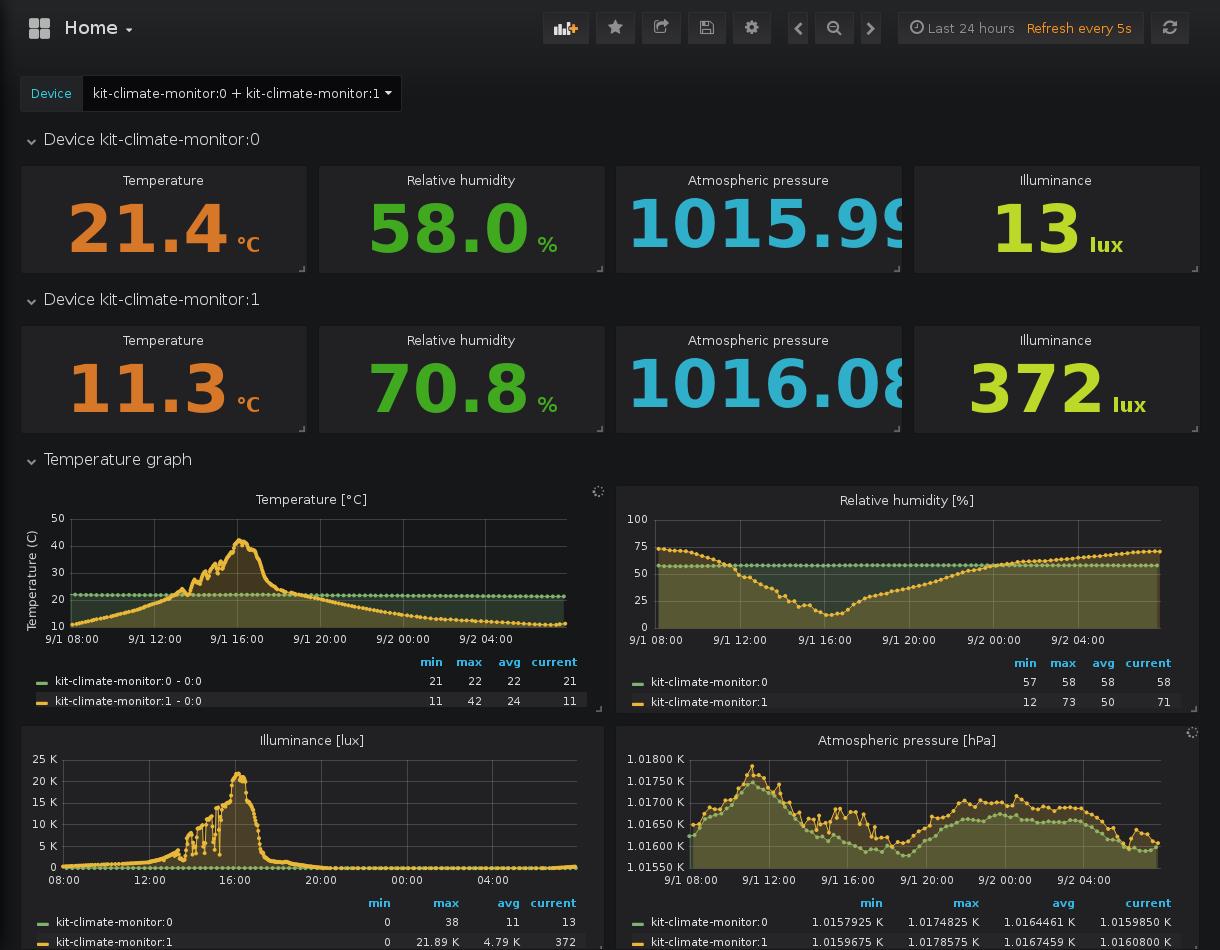 Home
Last 24 hours Refresh every 5s
Device kit-climate-monitor:0 + kit-climate-monitor:1
Device kit-climate-monitor:0
Temperature Relative humidity Atmospheric pressure Illuminance
21.4 °C 58.0 % 1015.99 13 lux
Device kit-climate-monitor:1
Temperature Relative humidity Atmospheric pressure Illuminance
11.3 °C 70.8 % 1016.08 372 lux
Temperature graph
Temperature [°C]
Temperature (C)
50
40
30
20
10
9/1 08:00 9/1 12:00 9/1 16:00 9/1 20:00 9/2 00:00 9/2 04:00
min max avg current
kit-climate-monitor:0 - 0:0 21 22 22 21
kit-climate-monitor:1 - 0:0 11 42 24 11
Relative humidity [%]
100
75
50
25
0
9/1 08:00 9/1 12:00 9/1 16:00 9/1 20:00 9/2 00:00 9/2 04:00
min max avg current
kit-climate-monitor:0 57 58 58 58
kit-climate-monitor:1 12 73 50 71
Illuminance [lux]
25 K
20 K
15 K
10 K
5 K
0
08:00 12:00 16:00 20:00 00:00 04:00
min max avg current
kit-climate-monitor:0 0 38 11 13
kit-climate-monitor:1 0 21.89 K 4.79 K 372
Atmospheric pressure [hPa]
1.01800 K
1.01750 K
1.01700 K
1.01650 K
1.01600 K
1.01550 K
9/1 08:00 9/1 12:00 9/1 16:00 9/1 20:00 9/2 00:00 9/2 04:00
min max avg current
kit-climate-monitor:0 1.0157925 K 1.0174825 K 1.0164461 K 1.0159850 K
kit-climate-monitor:1 1.0159675 K 1.0178575 K 1.0167459 K 1.0160800 K